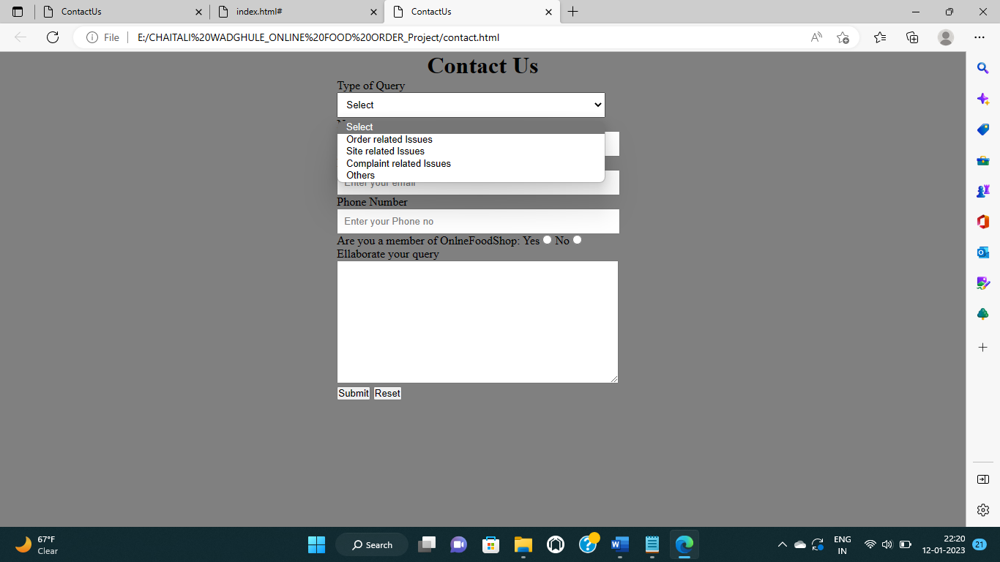 ContactUs
index.html#
ContactUs
File
E:/CHAITALI%20WADGHULE_ONLINE%20FOOD%20ORDER_Project/contact.html
Contact Us
Type of Query
Select
Select
Order related Issues
Site related Issues
Complaint related Issues
Others
Enter your email
Phone Number
Enter your Phone no
Are you a member of OnlneFoodShop: Yes No
Ellaborate your query
Submit Reset
67°F
Clear
Search
ENG
IN
22:20
12-01-2023
21